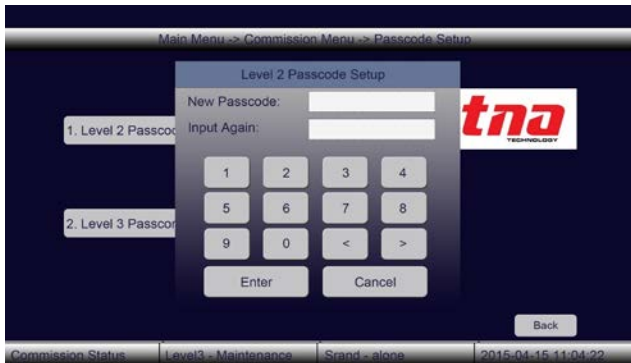 Main Menu -> Commission Menu -> Passcode Setup
Level 2 Passcode Setup
New Passcode:
Input Again:
tna
TECHNOLOGY
1. Level 2 Passcod
1 2 3 4
5 6 7 8
2. Level 3 Passcod
9 0 < >
Enter Cancel
Back
Commission Status Level3 - Maintenance Srand - alone 2015-04-15 11:04:22